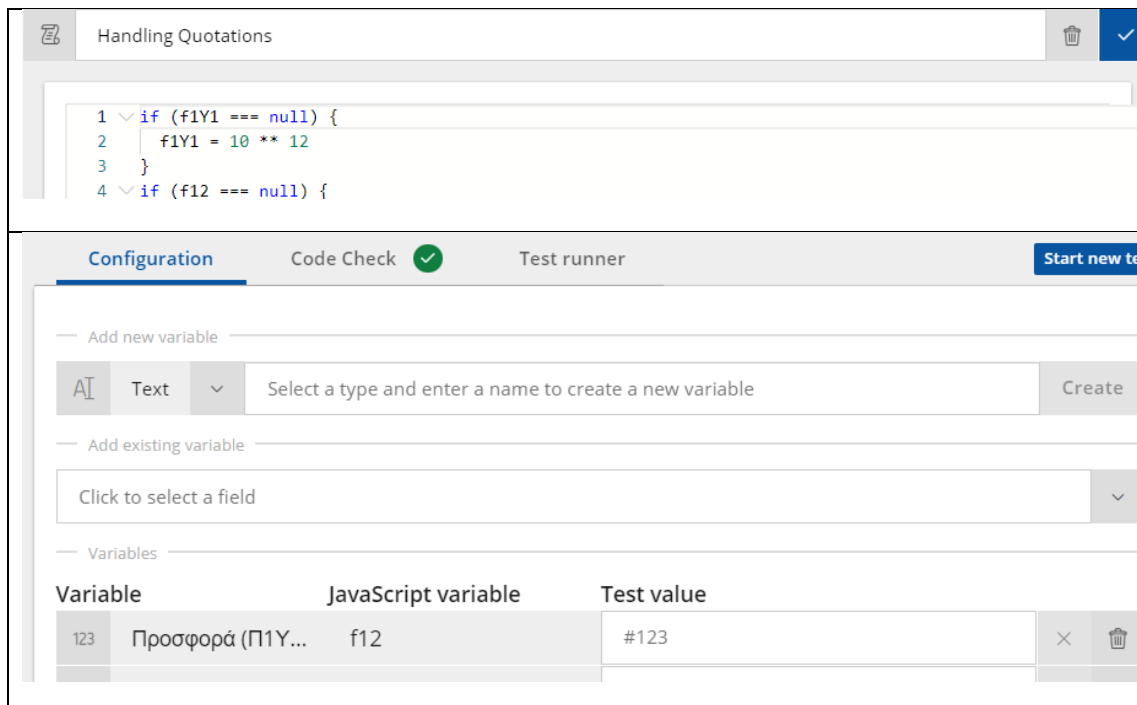 Handling Quotations
1 if (f1Y1 === null) {
2 f1Y1 = 10 ** 12
3 }
4 if (f12 === null) {
Configuration Code Check Test runner Start new te
Add new variable
Text Select a type and enter a name to create a new variable Create
Add existing variable
Click to select a field
Variables
Variable JavaScript variable Test value
123 Προσφορά (Π1Υ... f12 #123